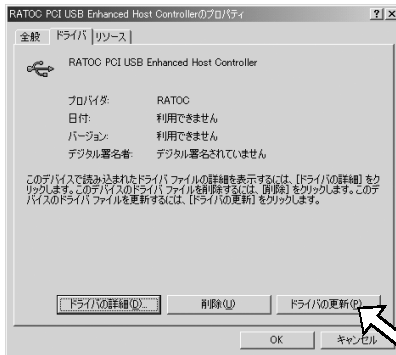 RATOC PCI USB Enhanced Host Controllerのプロパティ
全般 ドライバ リソース
RATOC PCI USB Enhanced Host Controller
プロバイダ: RATOC
日付: 利用できません
バージョン: 利用できません
デジタル署名者: デジタル署名されていません
このデバイスで読み込まれたドライバ ファイルの詳細を表示するには、[ドライバの詳細] をク
リックします。このデバイスのドライバ ファイルを削除するには、[削除] をクリックします。このデ
バイスのドライバ ファイルを更新するには、[ドライバの更新] をクリックします。
ドライバの詳細(D)... 削除(U) ドライバの更新(P)
OK キャンセル